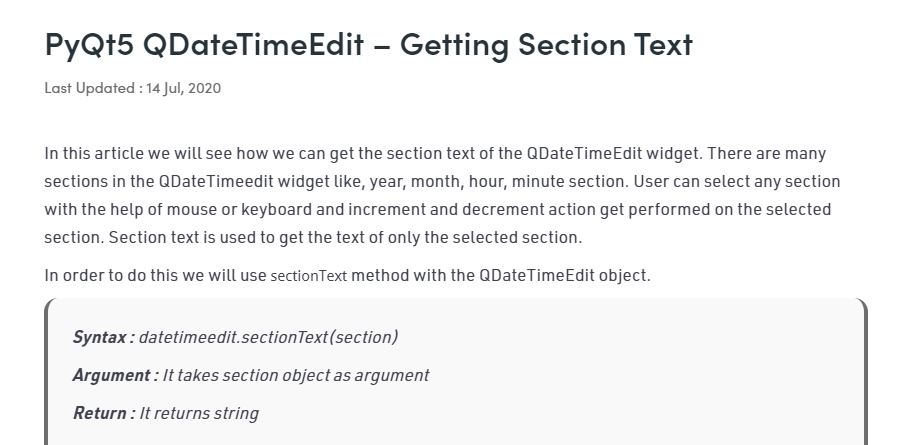 PyQt5 QDateTimeEdit – Getting Section Text
Last Updated : 14 Jul, 2020
In this article we will see how we can get the section text of the QDateTimeEdit widget. There are many
sections in the QDateTimeedit widget like, year, month, hour, minute section. User can select any section
with the help of mouse or keyboard and increment and decrement action get performed on the selected
section. Section text is used to get the text of only the selected section.
In order to do this we will use sectionText method with the QDateTimeEdit object.
Syntax : datetimeedit.sectionText(section)
Argument : It takes section object as argument
Return : It returns string